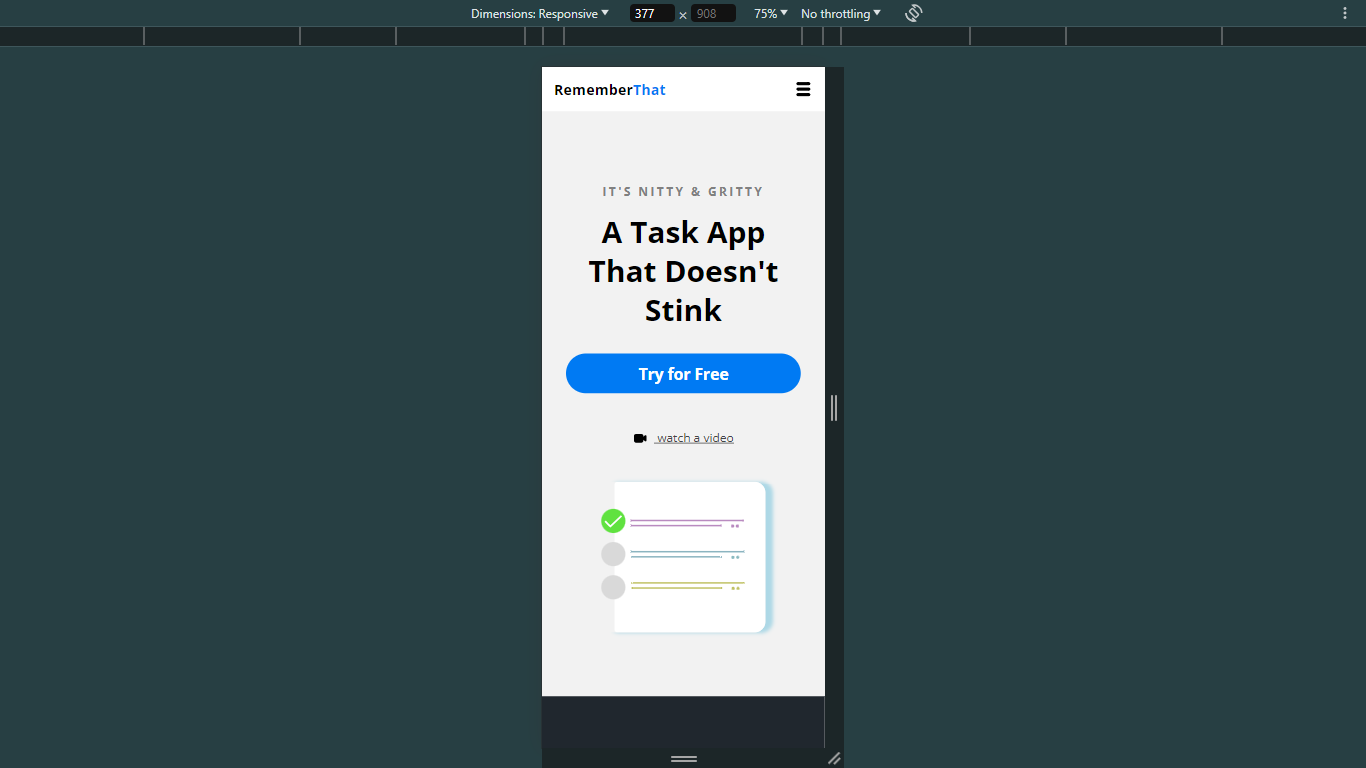 Dimensions: Responsive 377 × 908 75% No throttling
RememberThat
IT'S NITTY & GRITTY
A Task App
That Doesn't
Stink
Try for Free
watch a video